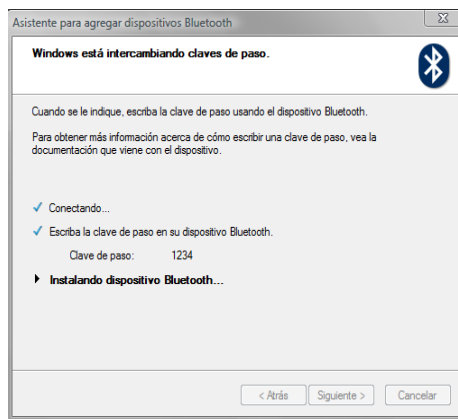 Asistente para agregar dispositivos Bluetooth
Windows está intercambiando claves de paso.
Cuando se le indique, escriba la clave de paso usando el dispositivo Bluetooth.
Para obtener más información acerca de cómo escribir una clave de paso, vea la
documentación que viene con el dispositivo.
Conectando...
Escriba la clave de paso en su dispositivo Bluetooth.
Clave de paso: 1234
Instalando dispositivo Bluetooth...
< Atrás Siguiente > Cancelar